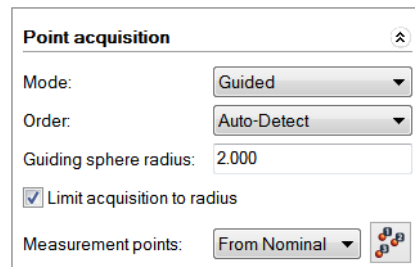 Point acquisition
Mode: Guided
Order: Auto-Detect
Guiding sphere radius: 2.000
Limit acquisition to radius
Measurement points: From Nominal